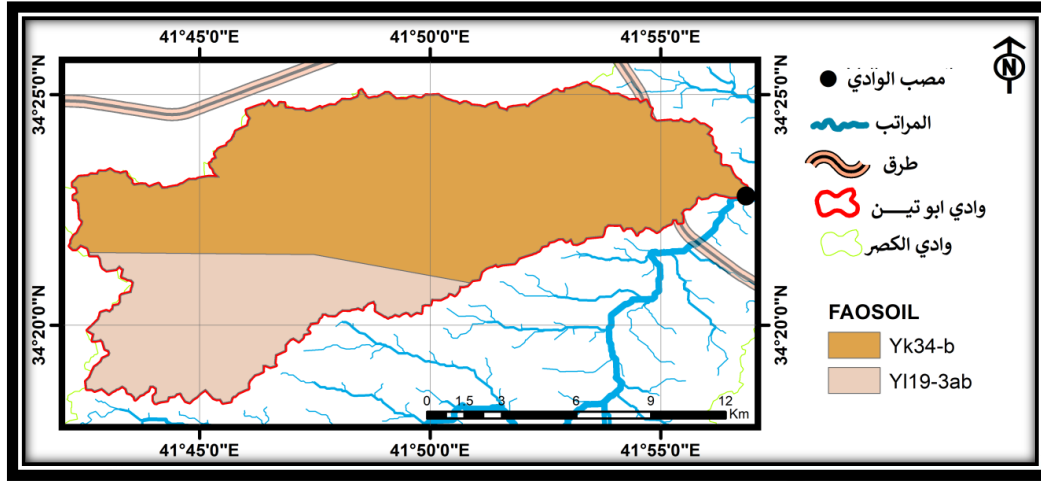 41°45'0"E 41°50'0"E 41°55'0"E
34°25'0"N
34°20'0"N
34°25'0"N
34°20'0"N
N
مصب الوادي
المراتب
طرق
وادي ابو تيــــن
وادي الكصر
FAOSOIL
Yk34-b
Yl19-3ab
0 1.5 3 6 9 12
Km
41°45'0"E 41°50'0"E 41°55'0"E